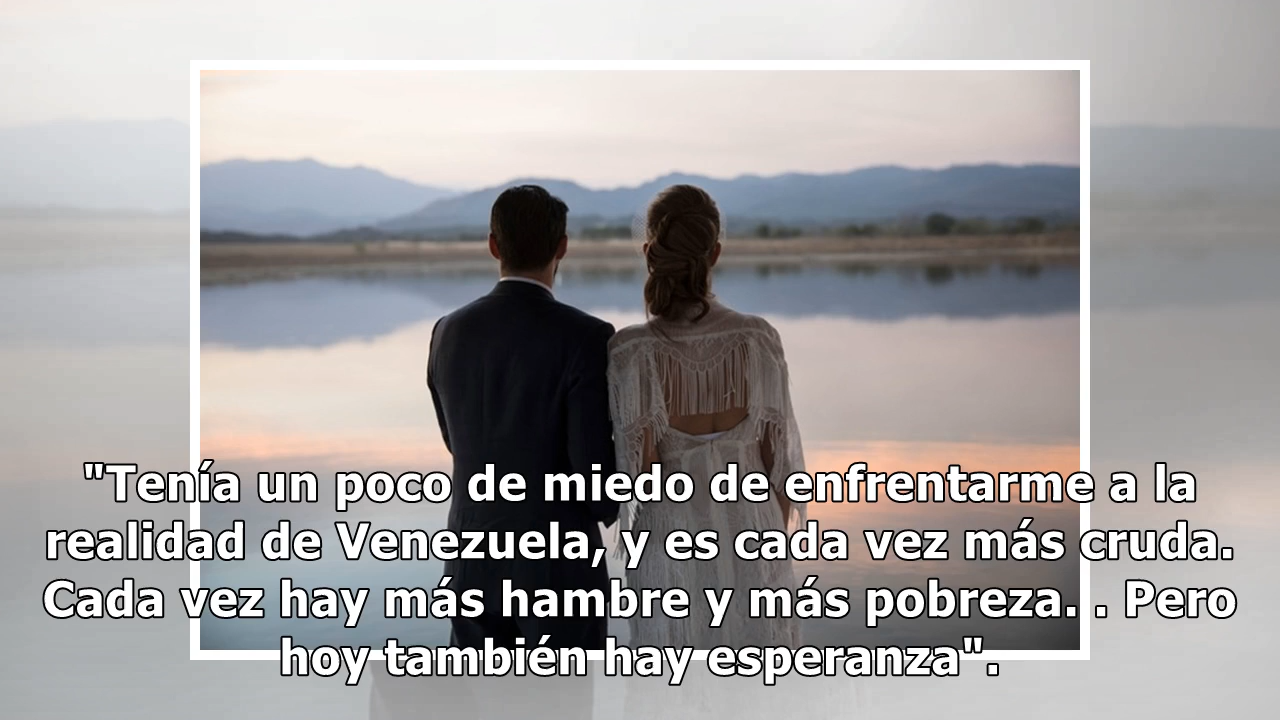 "Tenía un poco de miedo de enfrentarme a la
realidad de Venezuela, y es cada vez más cruda.
Cada vez hay más hambre y más pobreza. . Pero
hoy también hay esperanza".